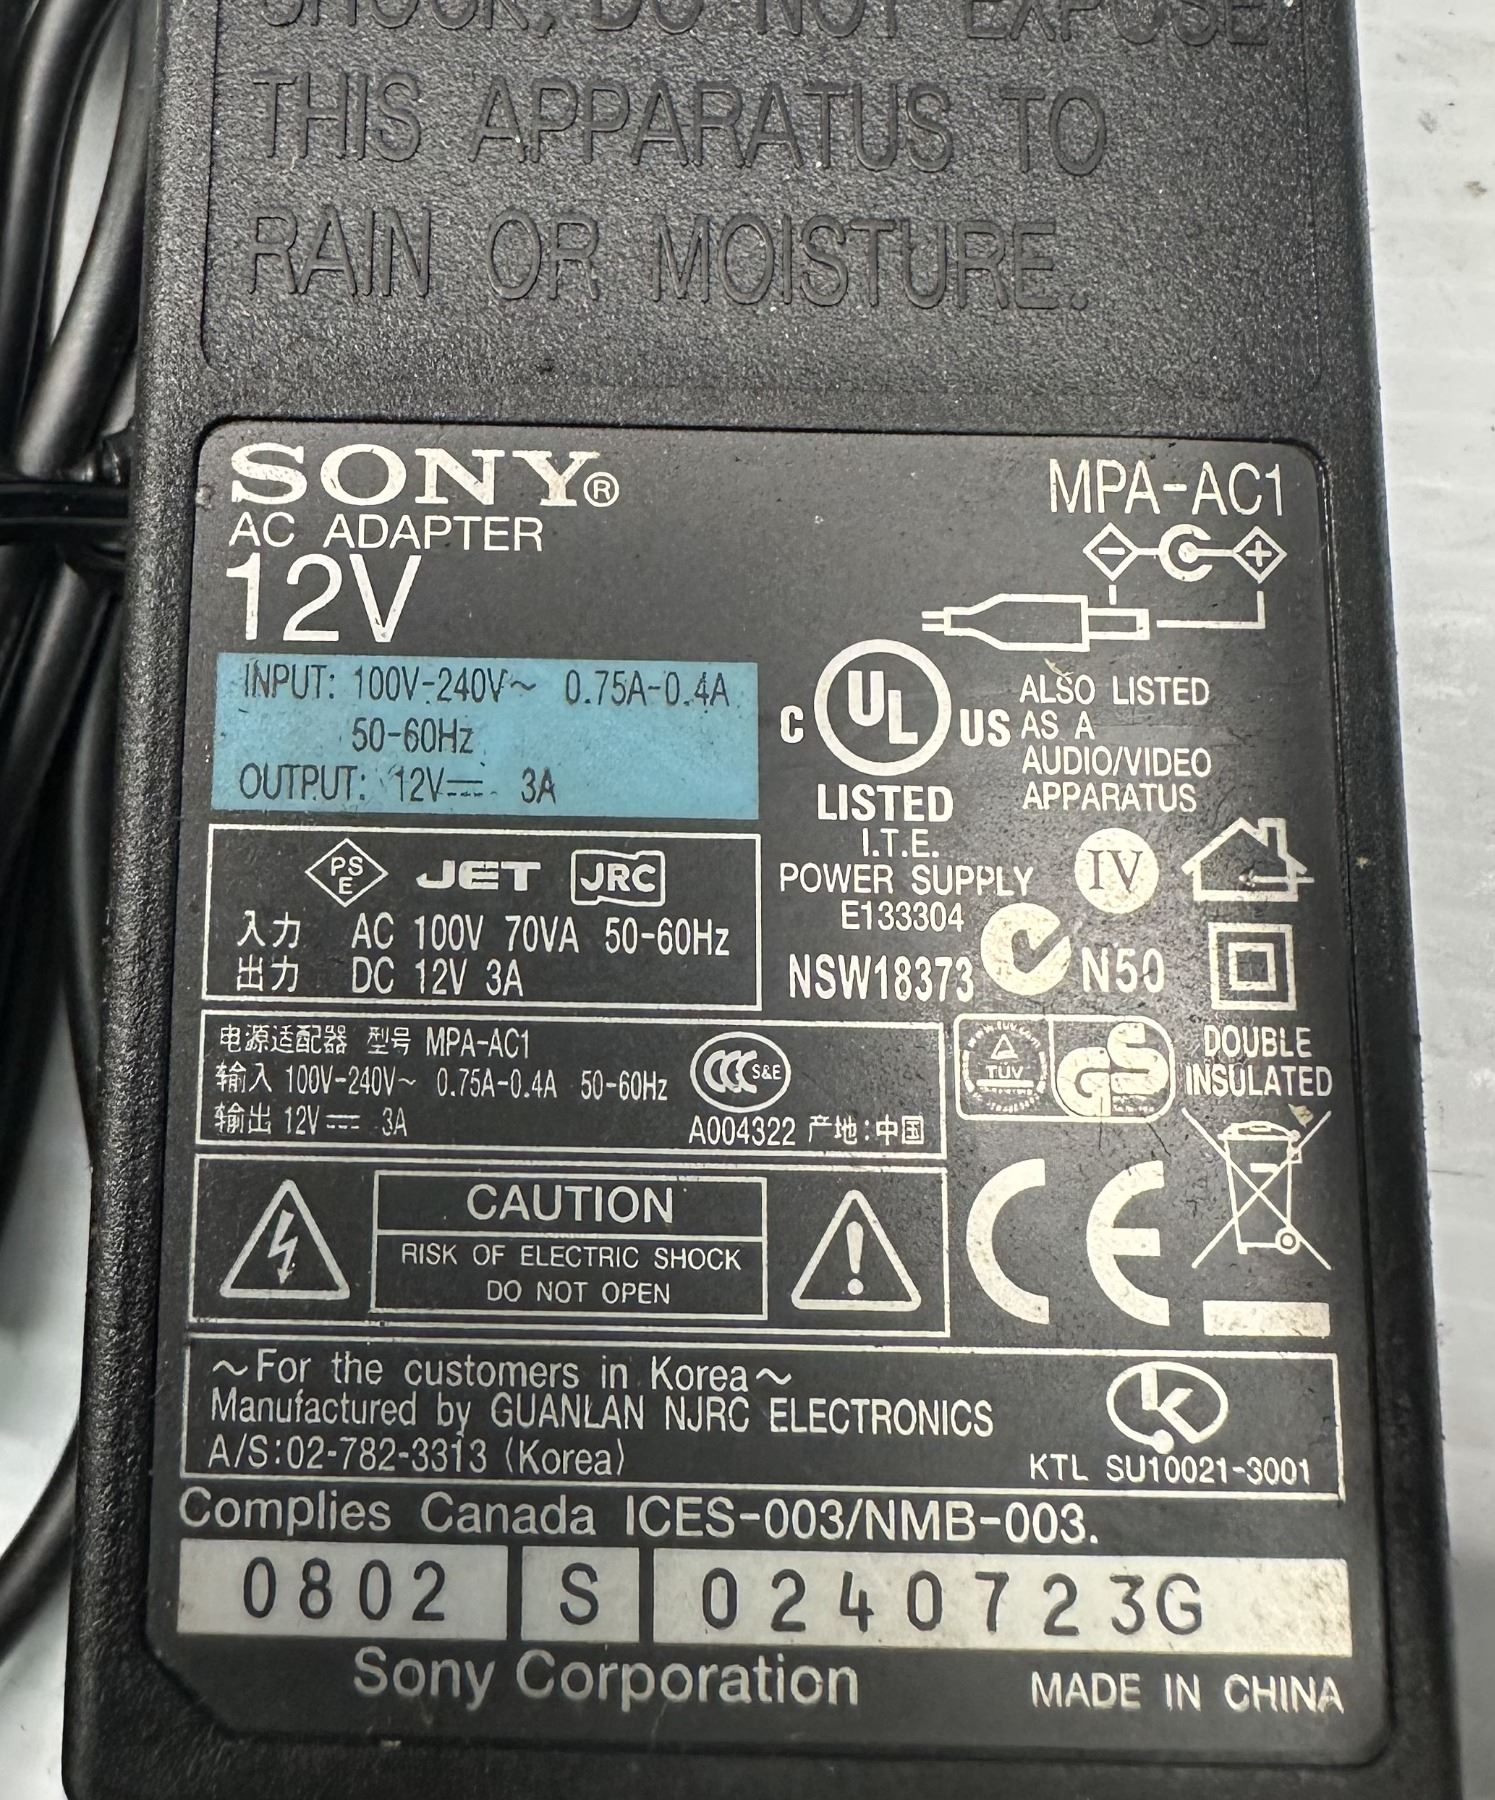 SHOCK, DO NOT EXPOSE
THIS APPARATUS TO
RAIN OR MOISTURE.
SONY®
AC ADAPTER
12V
MPA-AC1
INPUT: 100V-240V~ 0.75A-0.4A
50-60Hz
OUTPUT: 12V⎓ 3A
C UL US
LISTED
I.T.E.
POWER SUPPLY
E133304
ALSO LISTED
AS A
AUDIO/VIDEO
APPARATUS
IV
NSW18373
N50
DOUBLE
INSULATED
PSE JET JRC
入力 AC 100V 70VA 50-60Hz
出力 DC 12V 3A
电源适配器 型号 MPA-AC1
输入 100V-240V~ 0.75A-0.4A 50-60Hz
输出 12V⎓ 3A
CCC S&E
A004322 产地:中国
TÜV GS
CAUTION
RISK OF ELECTRIC SHOCK
DO NOT OPEN
CE
~For the customers in Korea~
Manufactured by GUANLAN NJRC ELECTRONICS
A/S:02-782-3313 (Korea)
KTL SU10021-3001
Complies Canada ICES-003/NMB-003.
0802 S 0240723G
Sony Corporation
MADE IN CHINA